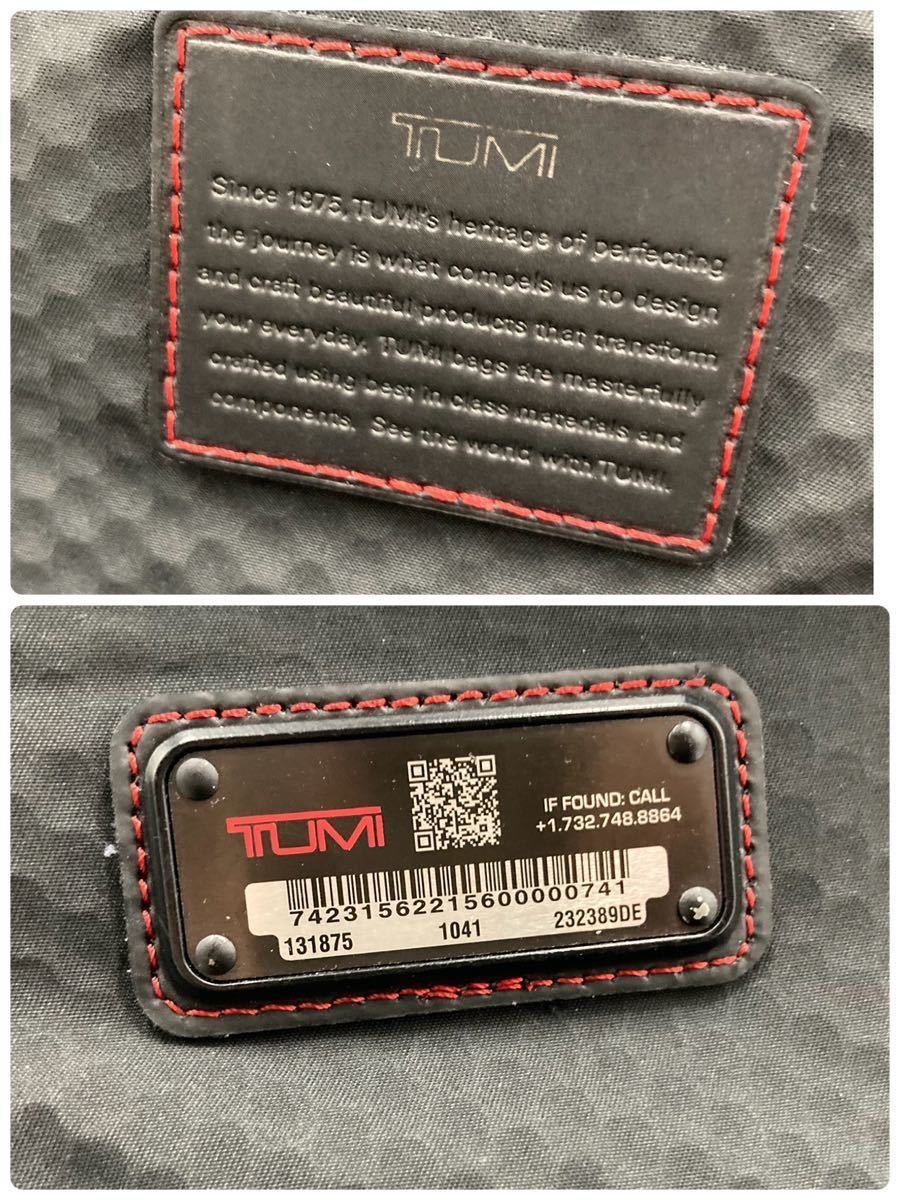 TUMI
Since 1975, TUMI's heritage of perfecting
the journey is what compels us to design
and craft beautiful products that transform
your everyday. TUMI bags are masterfully
crafted using best in class materials and
components. See the world with TUMI.
TUMI
IF FOUND: CALL
+1.732.748.8864
74231562215600000741
131875 1041 232389DE